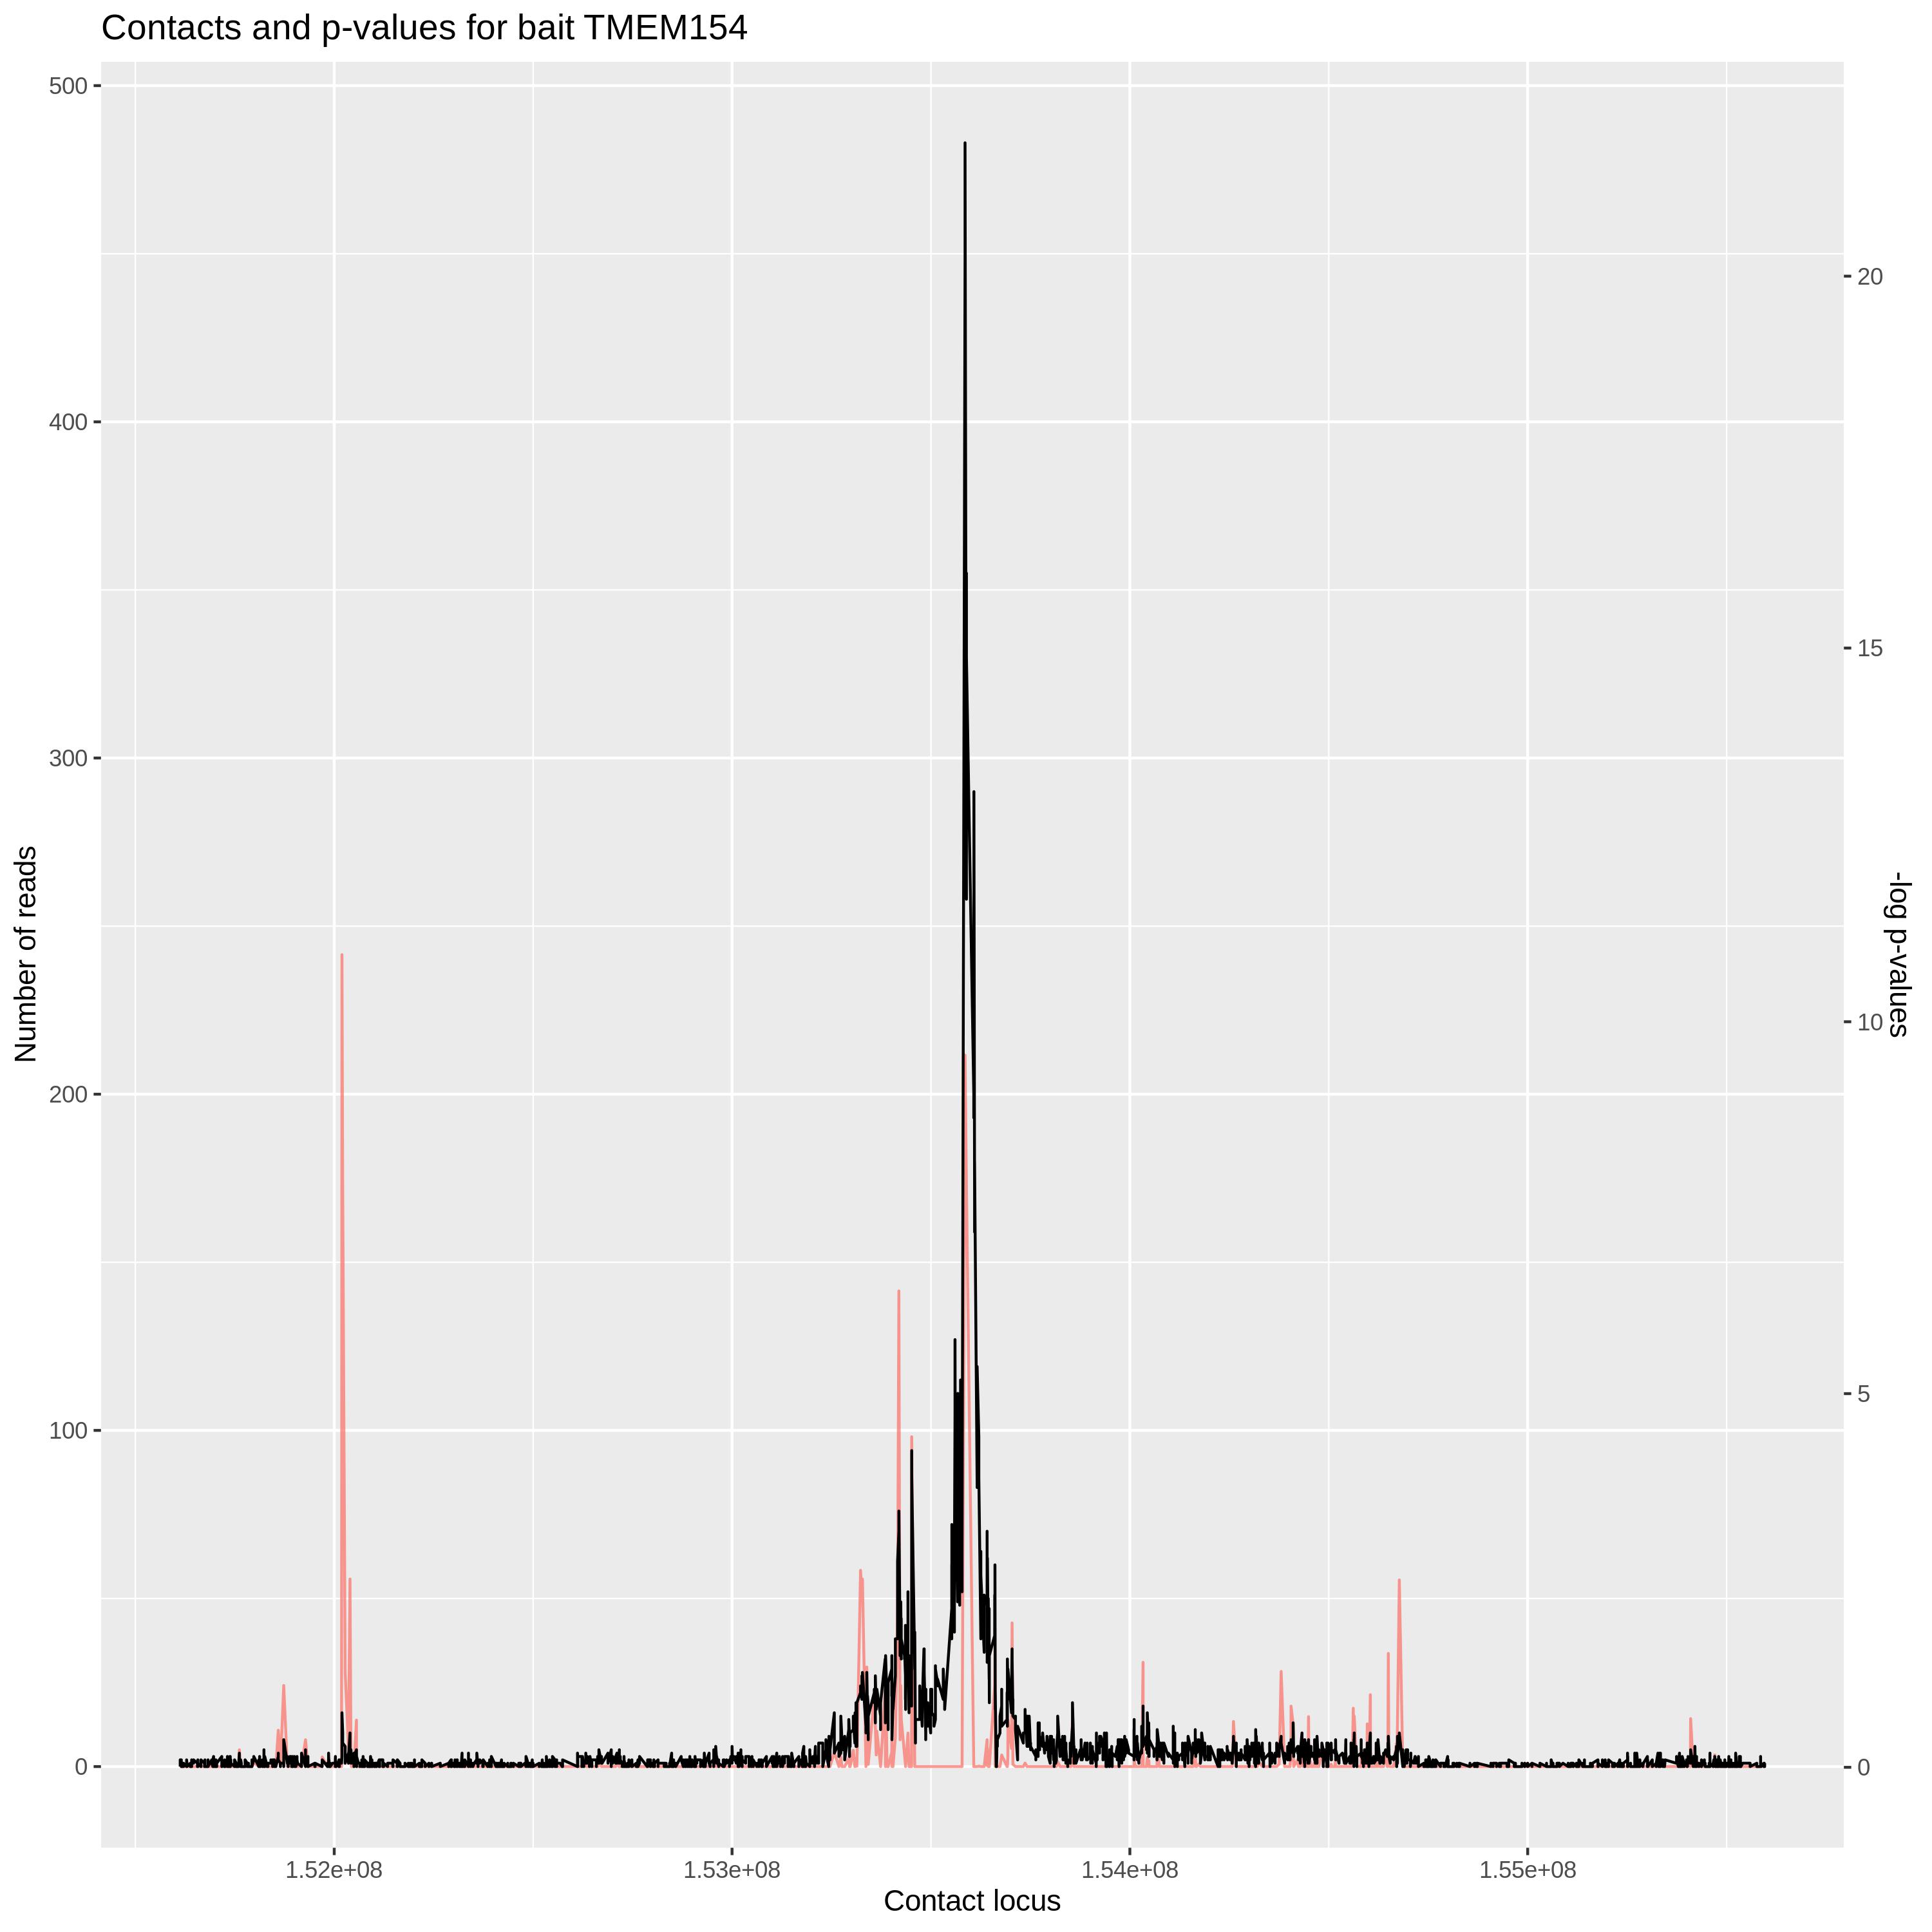 Contacts and p-values for bait TMEM154
500
400
300
200
100
0
Number of reads
20
15
10
5
0
-log p-values
1.52e+08
1.53e+08
1.54e+08
1.55e+08
Contact locus